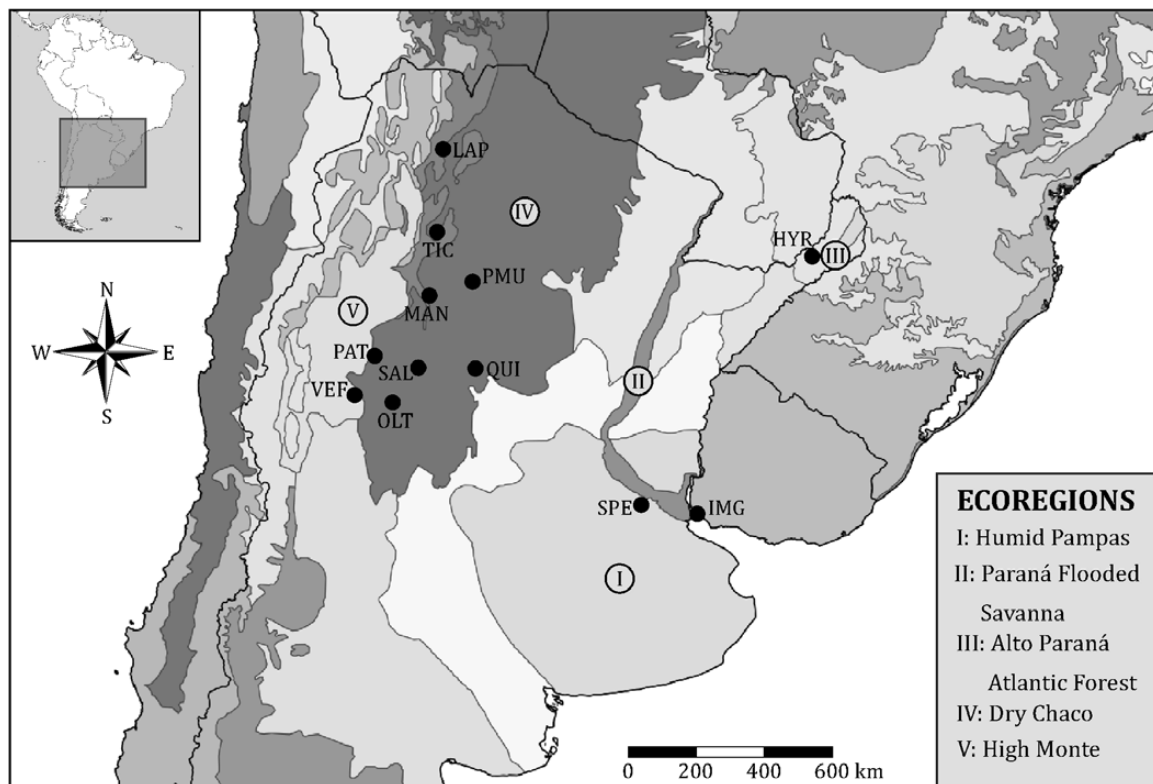 LAP
IV
TIC
HYR
III
PMU
N
V
MAN
W
E
PAT
SAL
QUI
II
VEF
S
OLT
ECOREGIONS
SPE
IMG
I: Humid Pampas
II: Paraná Flooded
I
Savanna
III: Alto Paraná
Atlantic Forest
IV: Dry Chaco
V: High Monte
0 200 400 600 km